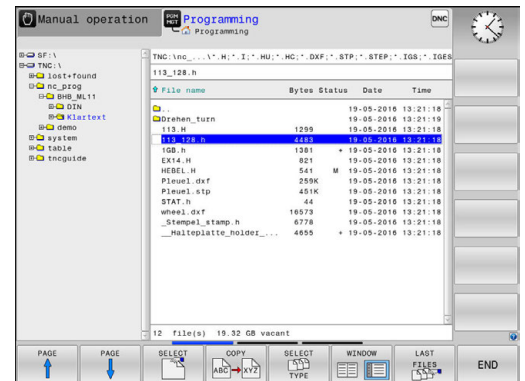 Manual operation
PGM
MGT
Programming
Programming
DNC
SF:\
TNC:\
lost+found
nc_prog
BHB_ML11
DIN
Klartext
demo
system
table
tncguide
TNC:\nc_...\*.H;*.I;*.HU;*.HC;*.DXF;*.STP;*.STEP;*.IGS;*.IGES
113_128.h
File name Bytes Status Date Time
.. 19-05-2016 13:21:18
Drehen_turn 19-05-2016 13:21:19
113.H 1299 19-05-2016 13:21:18
113_128.h 4483 19-05-2016 13:21:18
1GB.h 1381 + 19-05-2016 13:21:18
EX14.H 821 19-05-2016 13:21:18
HEBEL.H 541 M 19-05-2016 13:21:18
Pleuel.dxf 259K 19-05-2016 13:21:18
Pleuel.stp 451K 19-05-2016 13:21:18
STAT.h 44 19-05-2016 13:21:18
wheel.dxf 16573 19-05-2016 13:21:18
_Stempel_stamp.h 6778 19-05-2016 13:21:18
__Halteplatte_holder_... 4655 + 19-05-2016 13:21:18
12 file(s) 19.32 GB vacant
PAGE
PAGE
SELECT
COPY
ABC XYZ
SELECT
TYPE
WINDOW
LAST
FILES
END